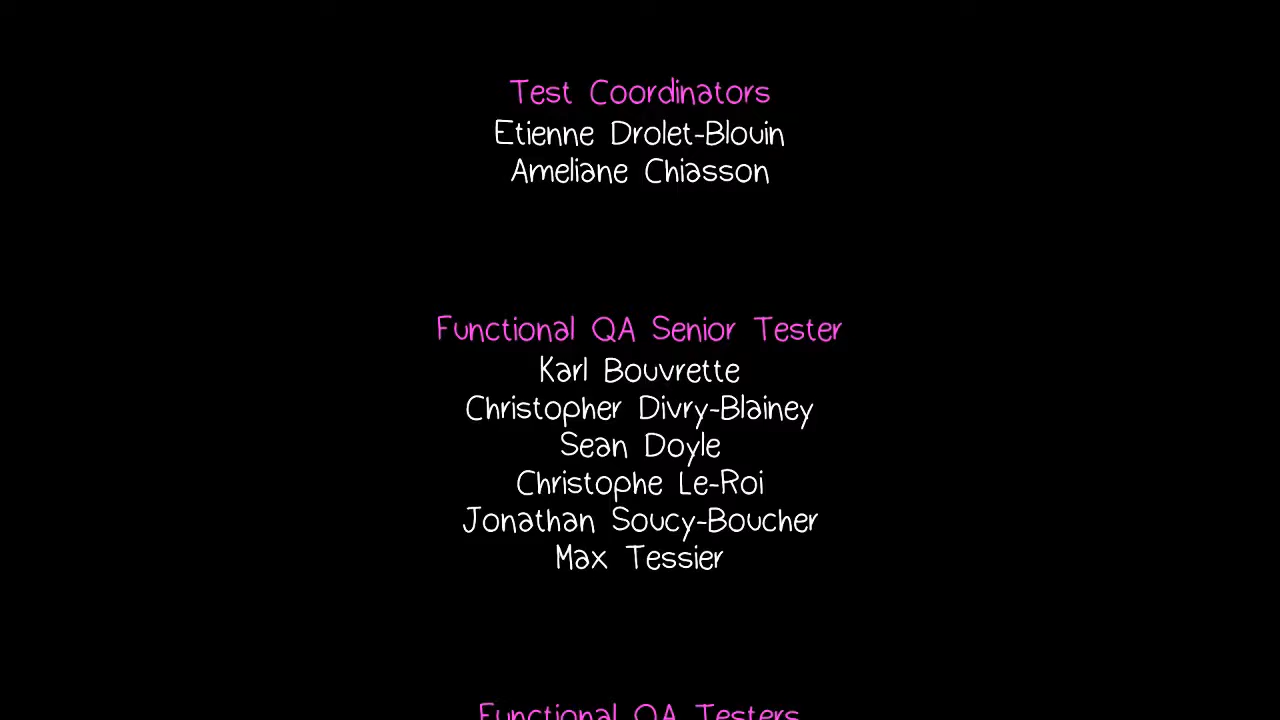 Test Coordinators
Etienne Drolet-Blouin
Ameliane Chiasson
Functional QA Senior Tester
Karl Bouvrette
Christopher Divry-Blainey
Sean Doyle
Christophe Le-Roi
Jonathan Soucy-Boucher
Max Tessier
Functional QA Testers